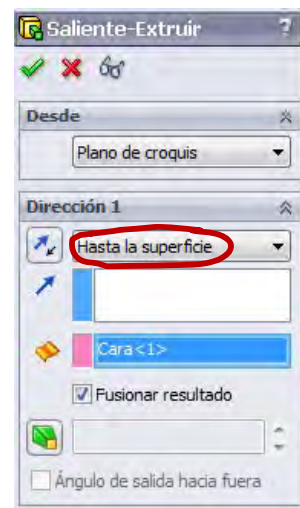 Saliente-Extruir ?
Desde
Plano de croquis
Dirección 1
Hasta la superficie
Cara<1>
Fusionar resultado
Ángulo de salida hacia fuera